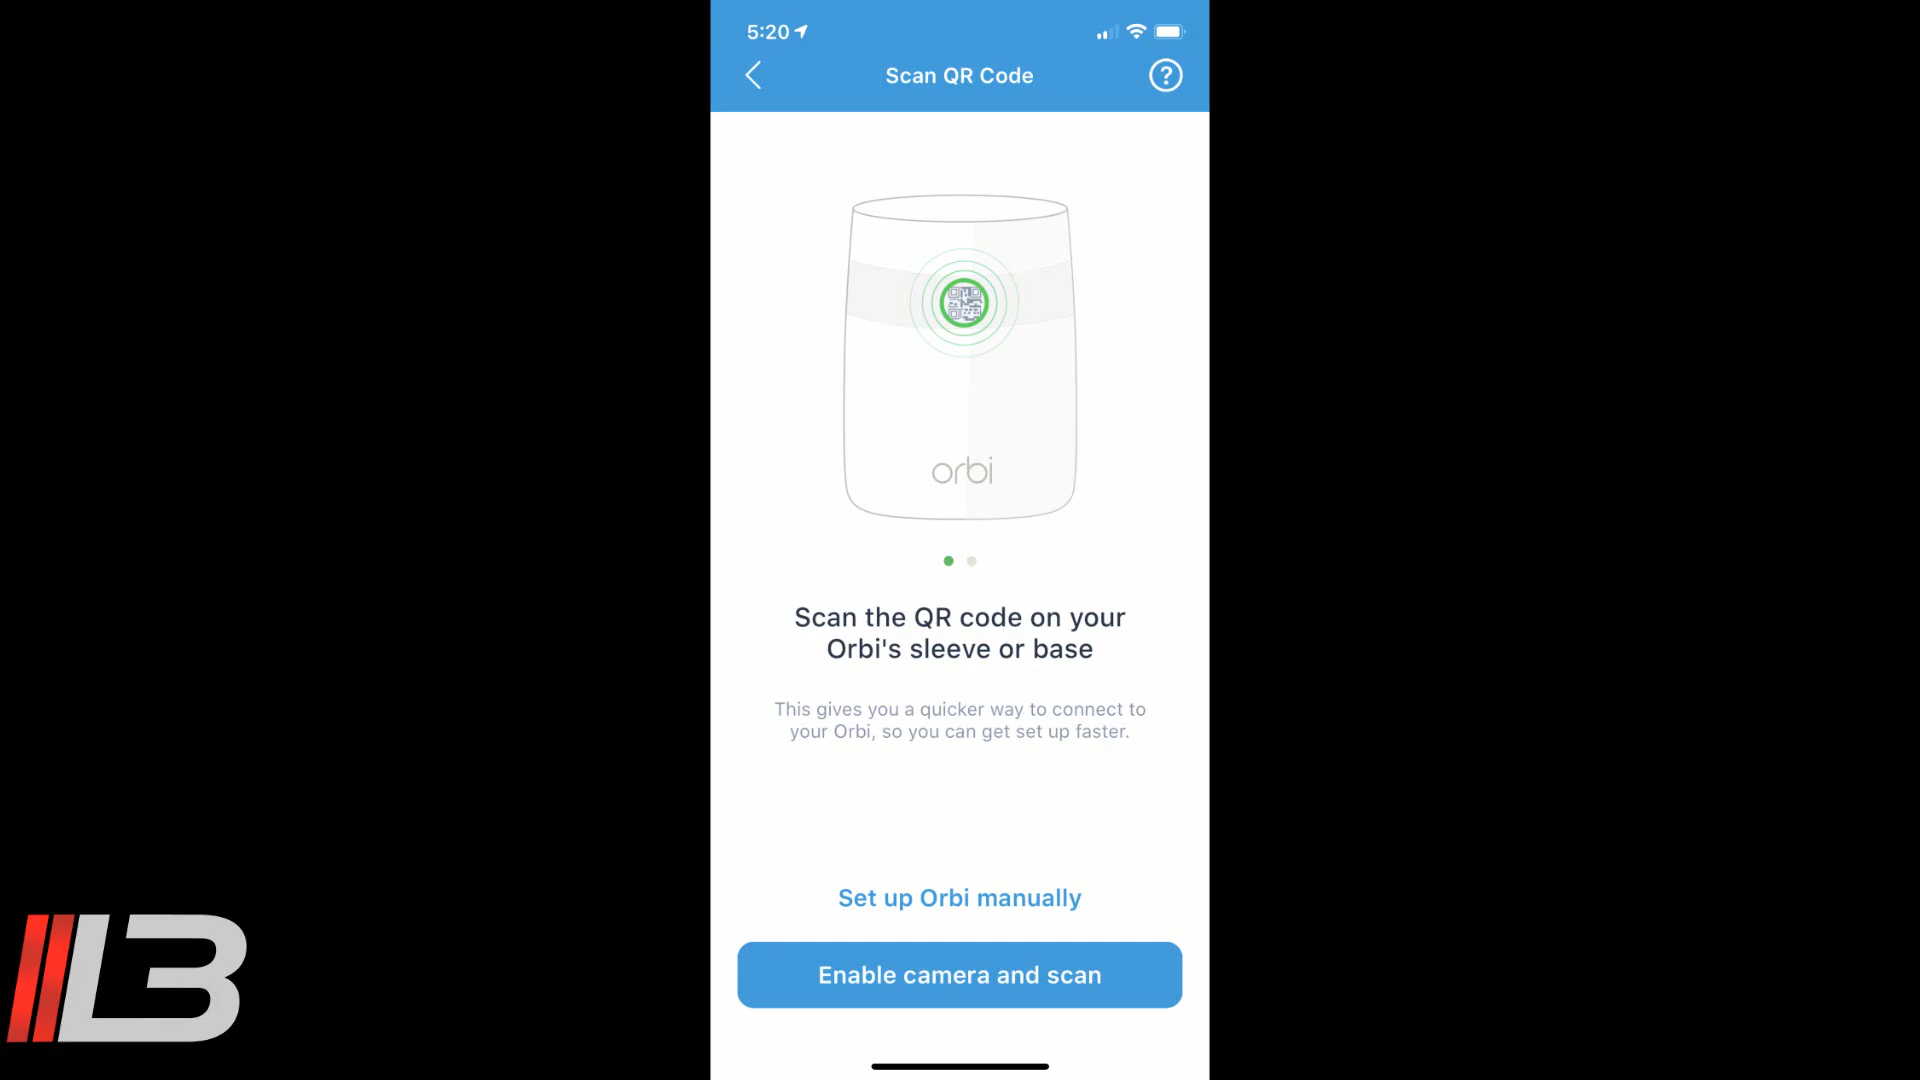 5:20
Scan QR Code
?
orbi
Scan the QR code on your
Orbi's sleeve or base
This gives you a quicker way to connect to
your Orbi, so you can get set up faster.
Set up Orbi manually
Enable camera and scan
L3